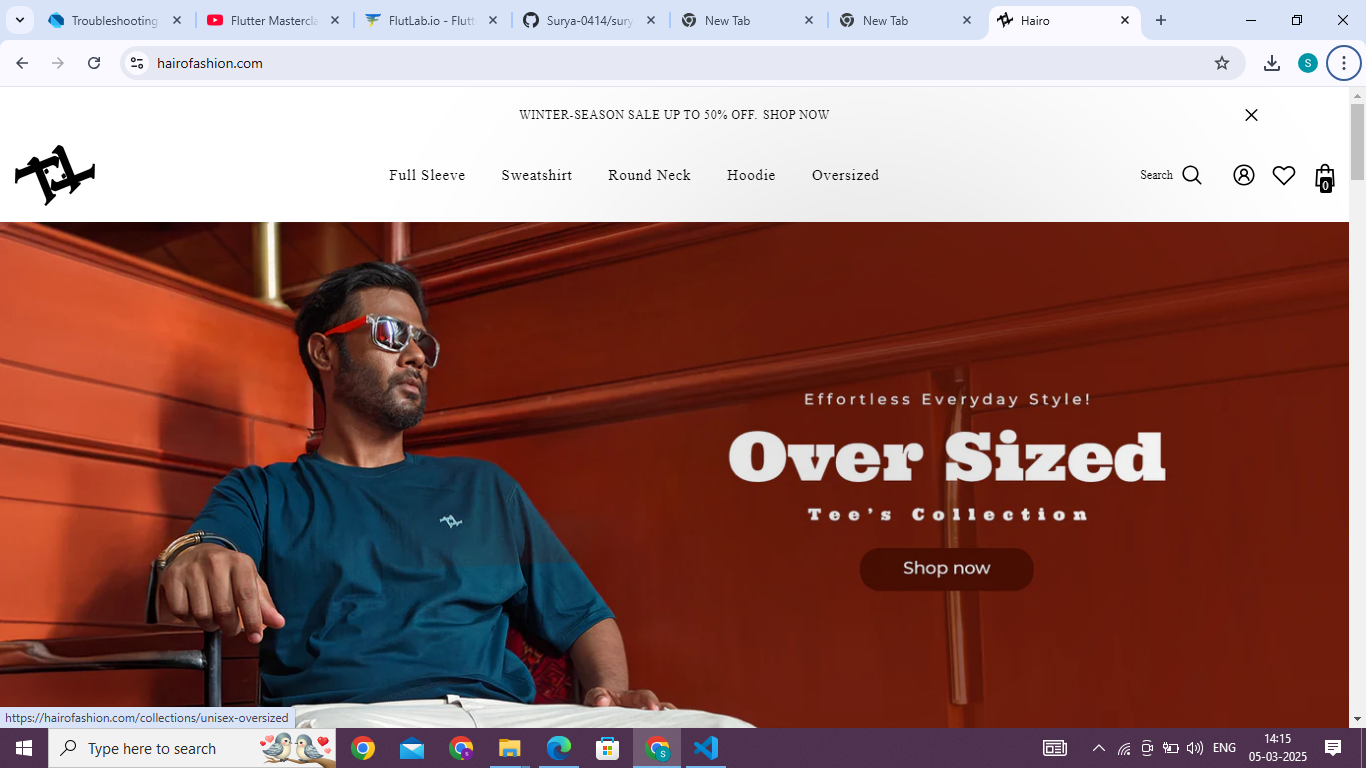 Troubleshooting
Flutter Mastercla
FlutLab.io - Flutt
Surya-0414/sury
New Tab
New Tab
Hairo
hairofashion.com
S
WINTER-SEASON SALE UP TO 50% OFF. SHOP NOW
Full Sleeve
Sweatshirt
Round Neck
Hoodie
Oversized
Search
0
Effortless Everyday Style!
Over Sized
Tee's Collection
Shop now
https://hairofashion.com/collections/unisex-oversized
Type here to search
ENG
14:15
05-03-2025